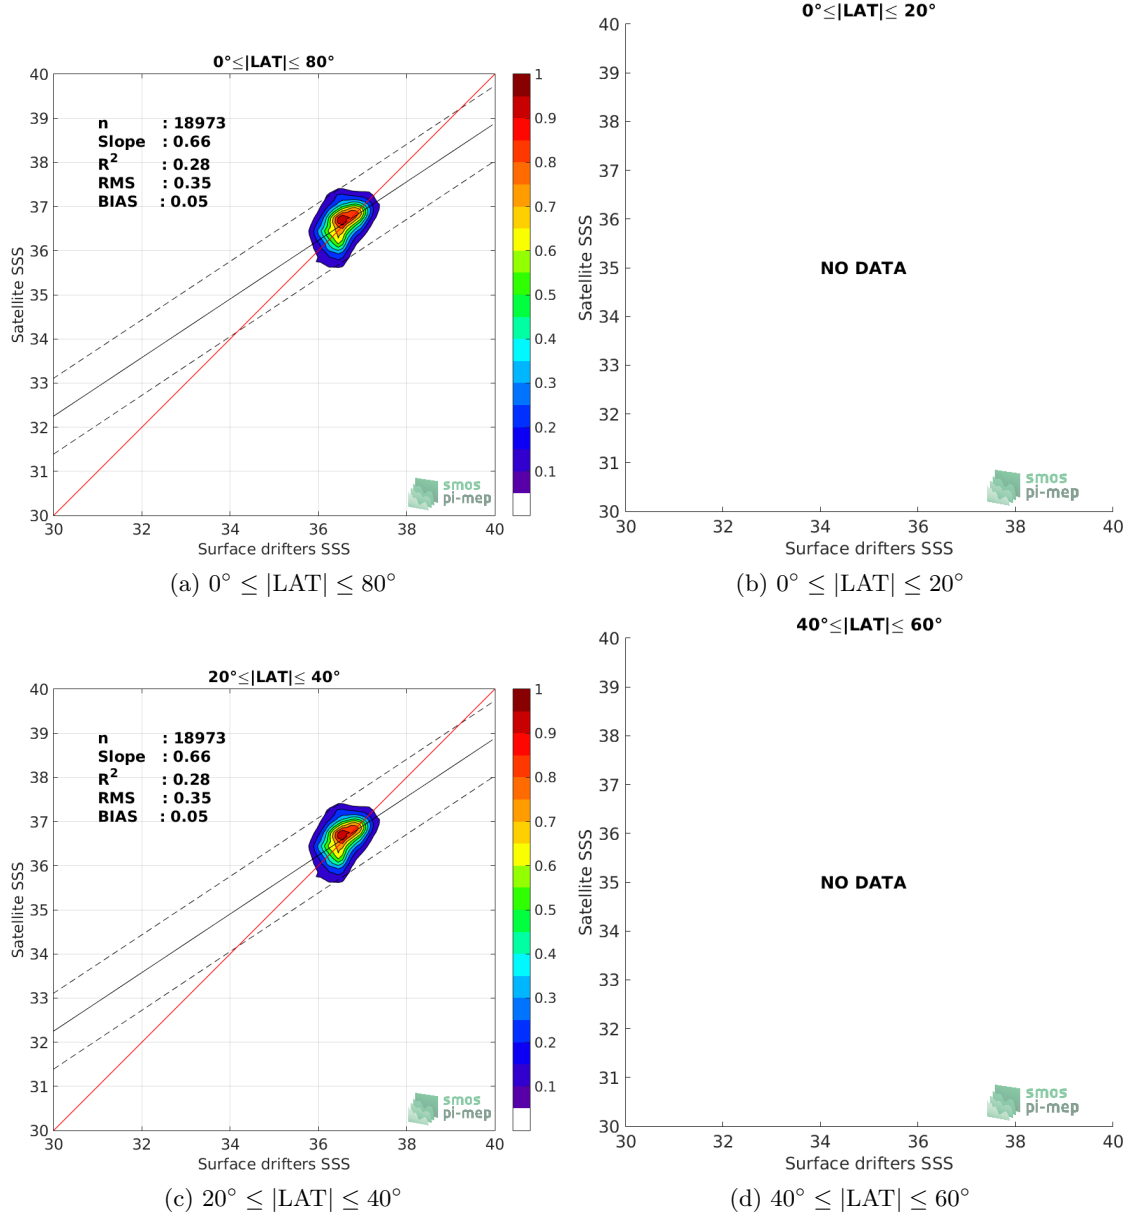 0°≤|LAT|≤ 80°
40
39
38
37
36
35
34
33
32
31
30
Satellite SSS
n : 18973
Slope : 0.66
R2 : 0.28
RMS : 0.35
BIAS : 0.05
1
0.9
0.8
0.7
0.6
0.5
0.4
0.3
0.2
0.1
smos
pi-mep
30 32 34 36 38 40
Surface drifters SSS
(a) 0° ≤ |LAT| ≤ 80°
0°≤|LAT|≤ 20°
40
39
38
37
36
35
34
33
32
31
30
Satellite SSS
NO DATA
smos
pi-mep
30 32 34 36 38 40
Surface drifters SSS
(b) 0° ≤ |LAT| ≤ 20°
20°≤|LAT|≤ 40°
40
39
38
37
36
35
34
33
32
31
30
Satellite SSS
n : 18973
Slope : 0.66
R2 : 0.28
RMS : 0.35
BIAS : 0.05
1
0.9
0.8
0.7
0.6
0.5
0.4
0.3
0.2
0.1
smos
pi-mep
30 32 34 36 38 40
Surface drifters SSS
(c) 20° ≤ |LAT| ≤ 40°
40°≤|LAT|≤ 60°
40
39
38
37
36
35
34
33
32
31
30
Satellite SSS
NO DATA
smos
pi-mep
30 32 34 36 38 40
Surface drifters SSS
(d) 40° ≤ |LAT| ≤ 60°